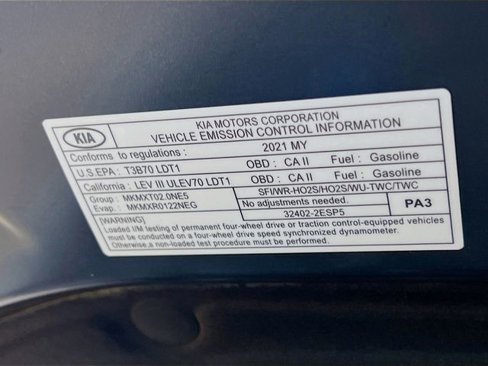 KIA
KIA MOTORS CORPORATION
VEHICLE EMISSION CONTROL INFORMATION
Conforms to regulations : 2021 MY
U.S EPA : T3B70 LDT1 OBD : CA II Fuel : Gasoline
California : LEV III ULEV70 LDT1 OBD : CA II Fuel : Gasoline
Group : MKMXT02.0NE5 SFI/WR-HO2S/HO2S/WU-TWC/TWC
Evap. : MKMXR0122NEG No adjustments needed. PA3
WARNING : 32402-2ESP5
Loaded I/M testing of permanent four-wheel drive or traction control-equipped vehicles
must be conducted on a four-wheel drive speed synchronized dynamometer.
Otherwise, a non-loaded test procedure must be performed.